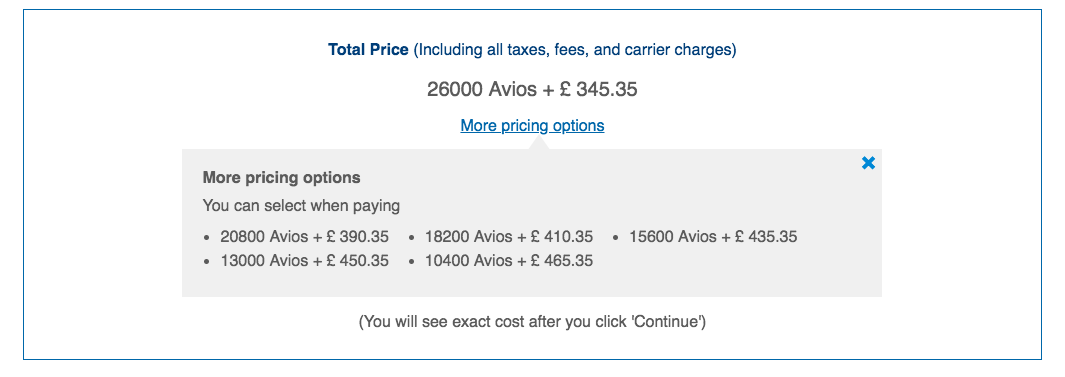 Total Price (Including all taxes, fees, and carrier charges)
26000 Avios + £ 345.35
More pricing options
More pricing options
You can select when paying
• 20800 Avios + £ 390.35 • 18200 Avios + £ 410.35 • 15600 Avios + £ 435.35
• 13000 Avios + £ 450.35 • 10400 Avios + £ 465.35
(You will see exact cost after you click 'Continue')